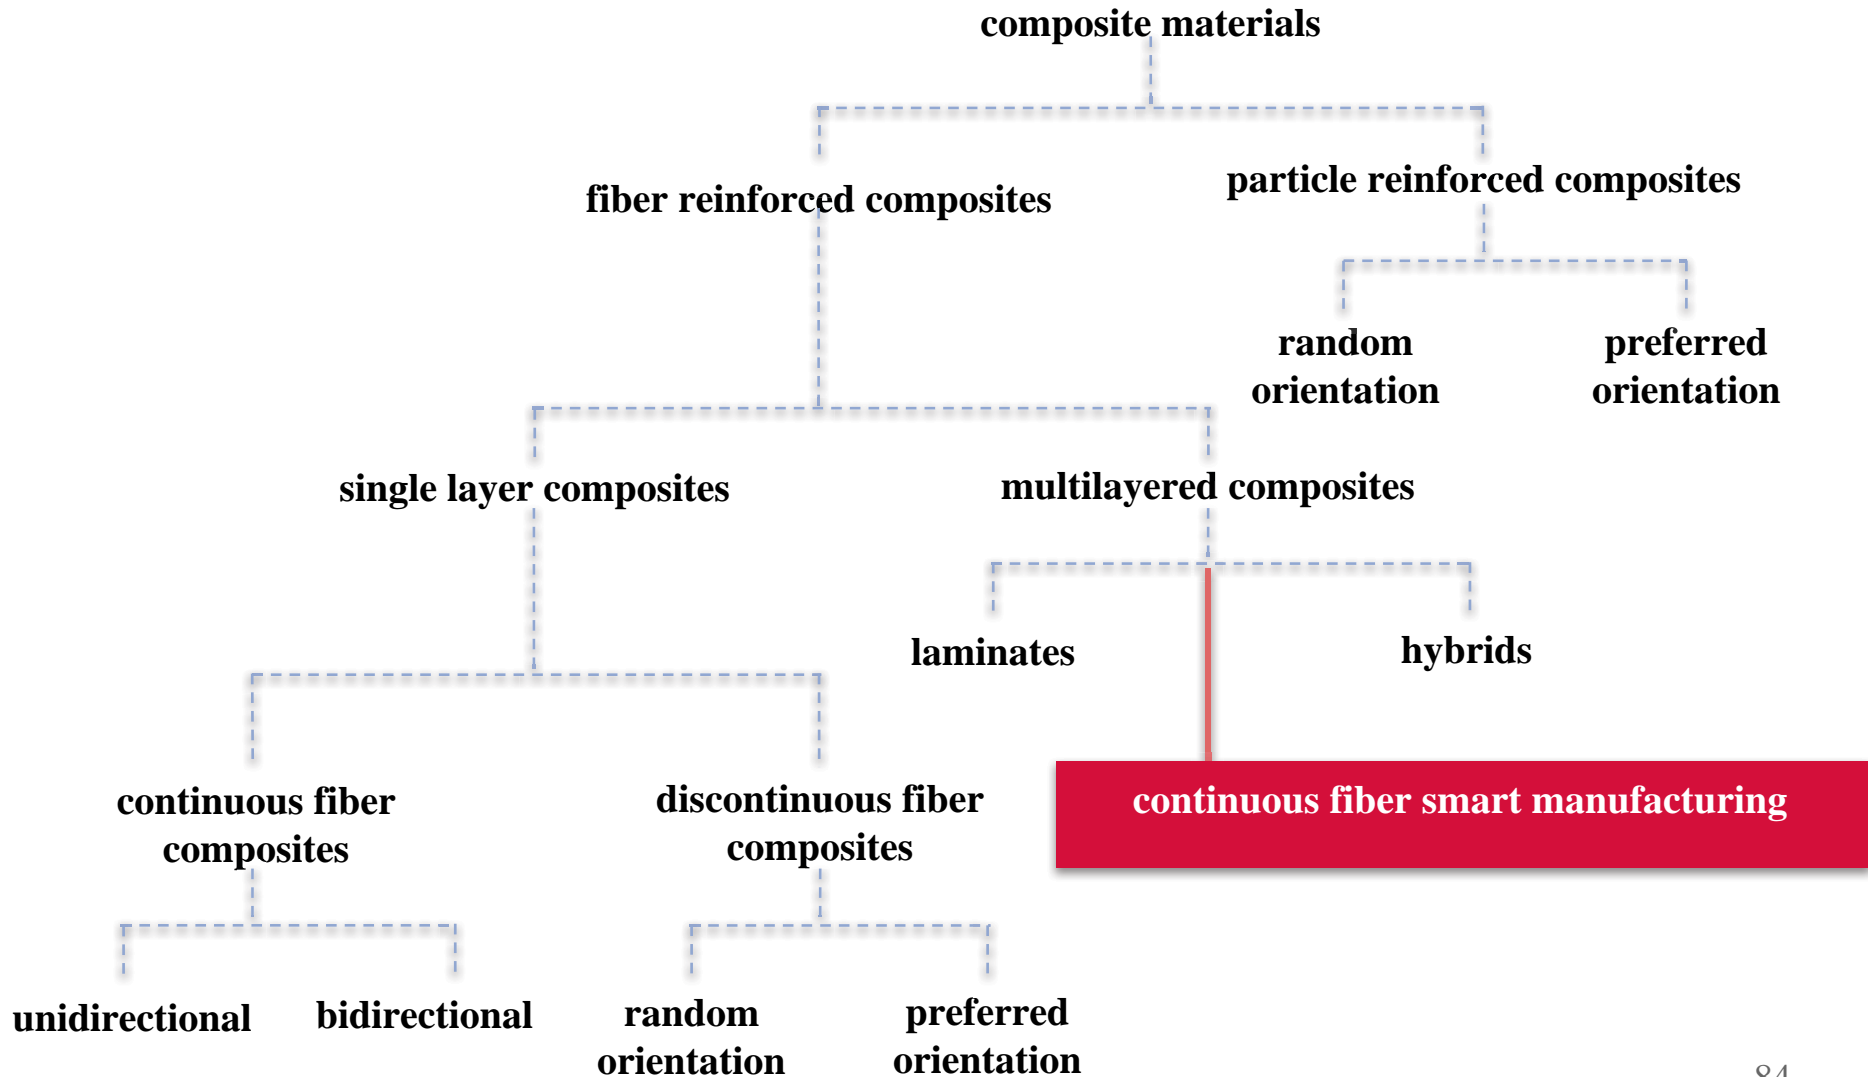 composite materials
fiber reinforced composites
particle reinforced composites
random
orientation
preferred
orientation
single layer composites
multilayered composites
laminates
hybrids
continuous fiber
composites
discontinuous fiber
composites
continuous fiber smart manufacturing
unidirectional
bidirectional
random
orientation
preferred
orientation
84